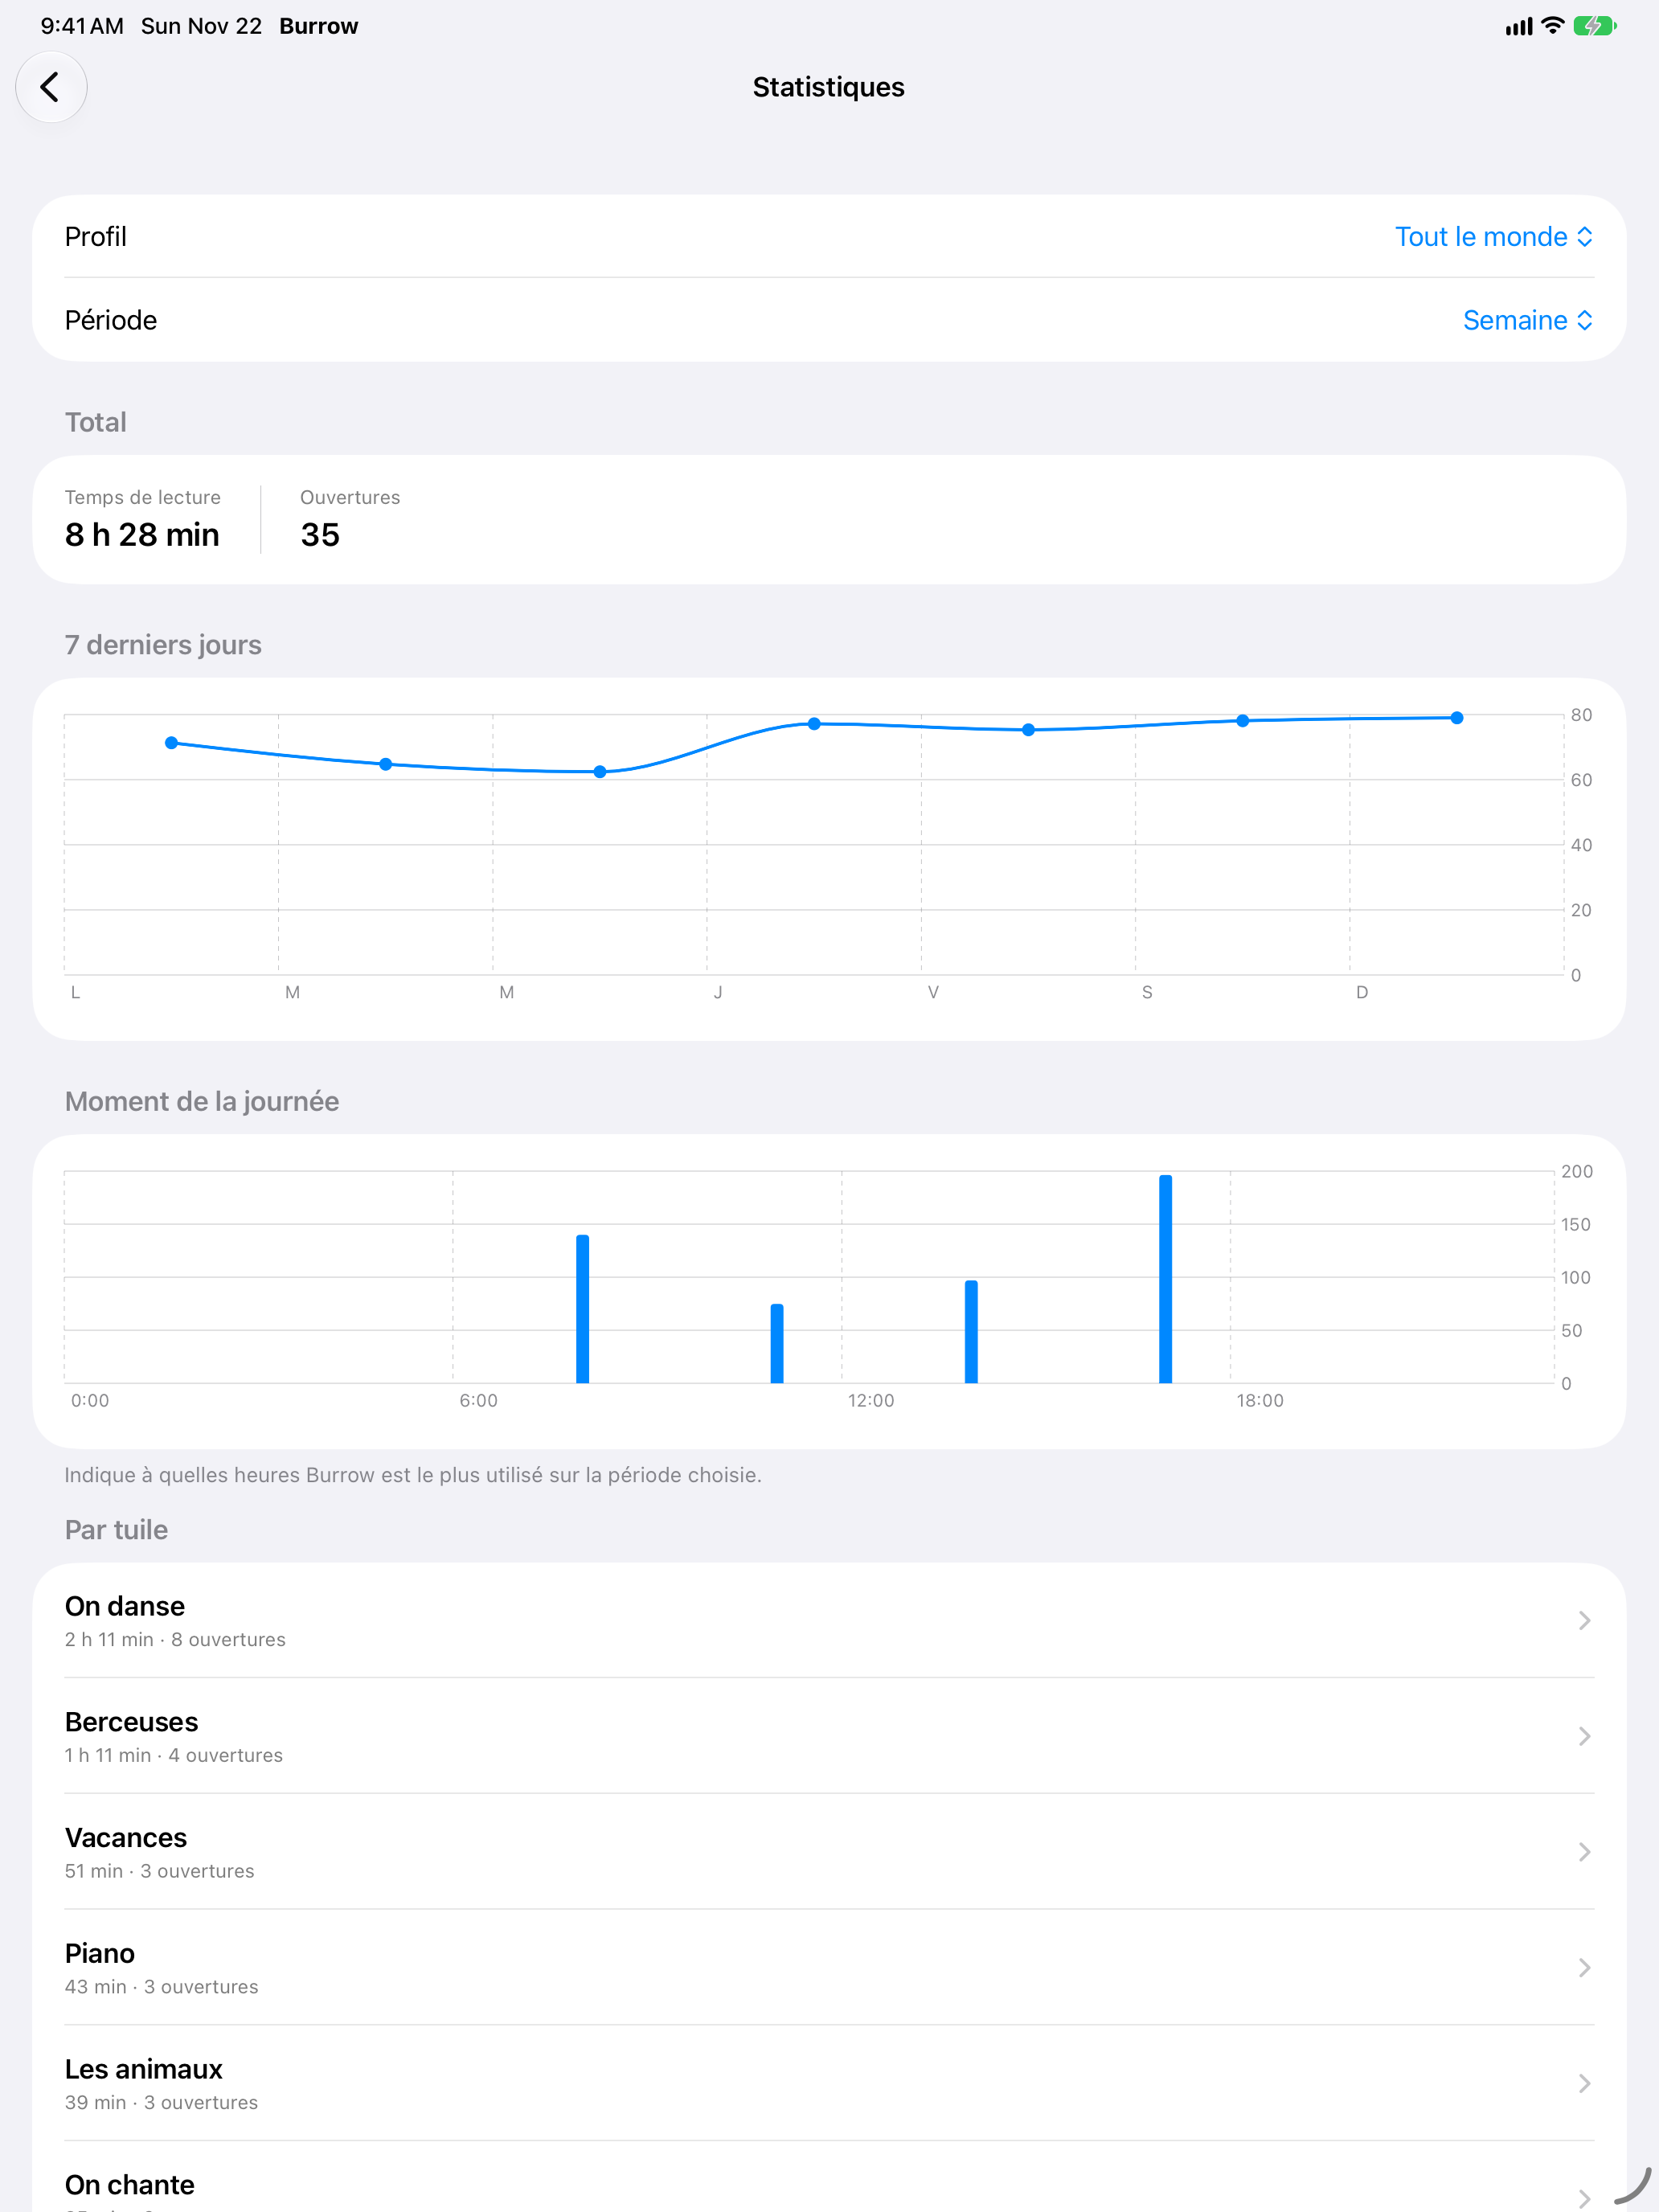 9:41 AM Sun Nov 22 Burrow
Statistiques
Profil Tout le monde
Période Semaine
Total
Temps de lecture Ouvertures
8 h 28 min 35
7 derniers jours
80
60
40
20
0
L M M J V S D
Moment de la journée
200
150
100
50
0
0:00 6:00 12:00 18:00
Indique à quelles heures Burrow est le plus utilisé sur la période choisie.
Par tuile
On danse
2 h 11 min · 8 ouvertures
Berceuses
1 h 11 min · 4 ouvertures
Vacances
51 min · 3 ouvertures
Piano
43 min · 3 ouvertures
Les animaux
39 min · 3 ouvertures
On chante